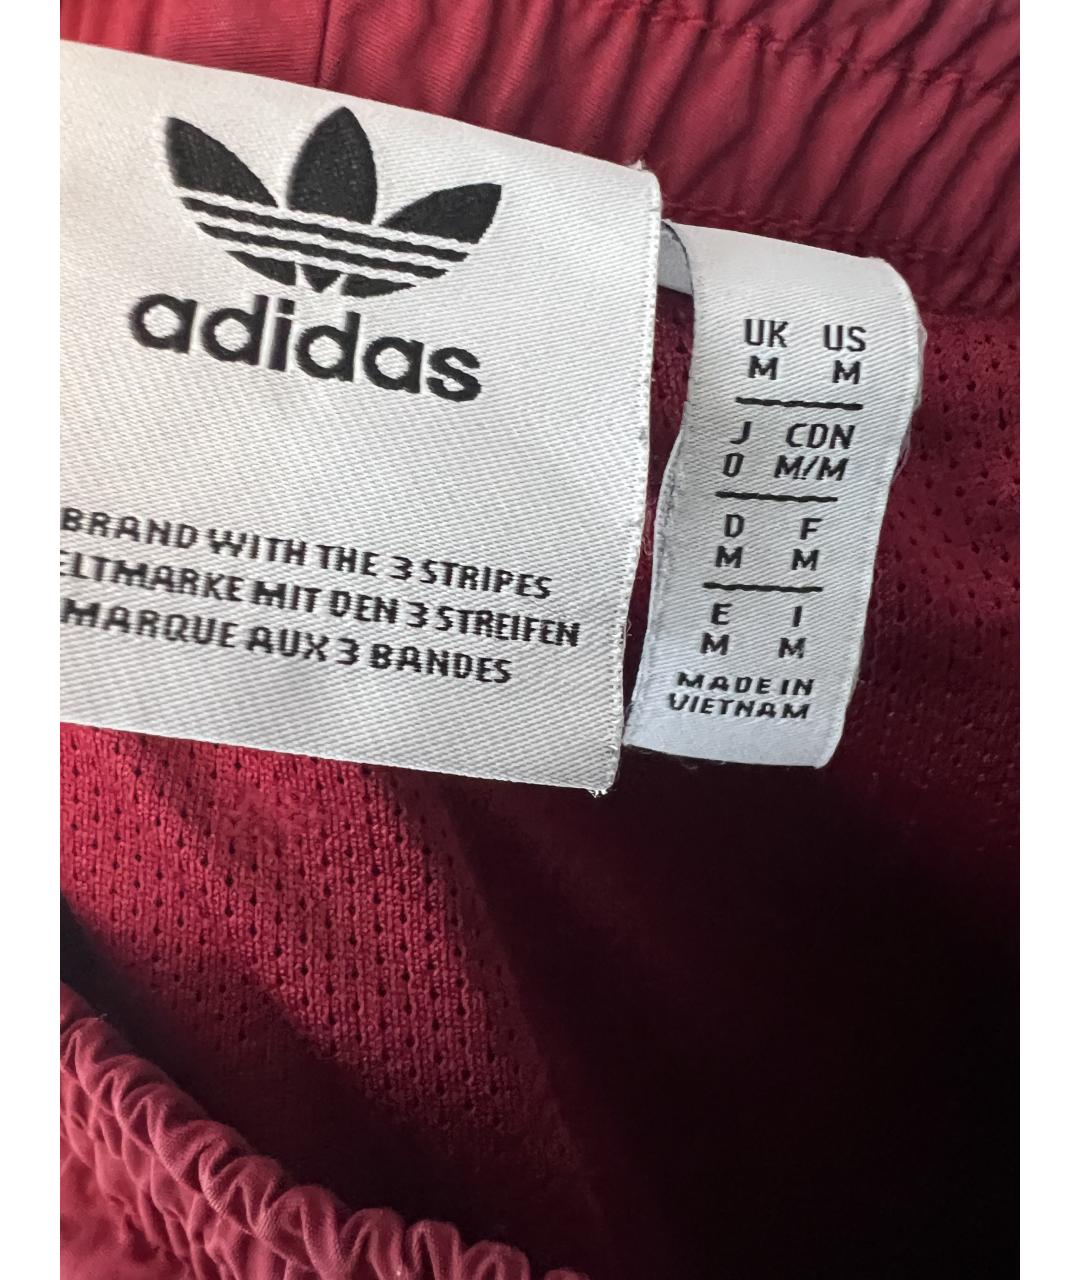 adidas
BRAND WITH THE 3 STRIPES
ELTMARKE MIT DEN 3 STREIFEN
MARQUE AUX 3 BANDES
UK US
M M
J CDN
O M/M
D F
M M
E I
M M
MADE IN
VIETNAM